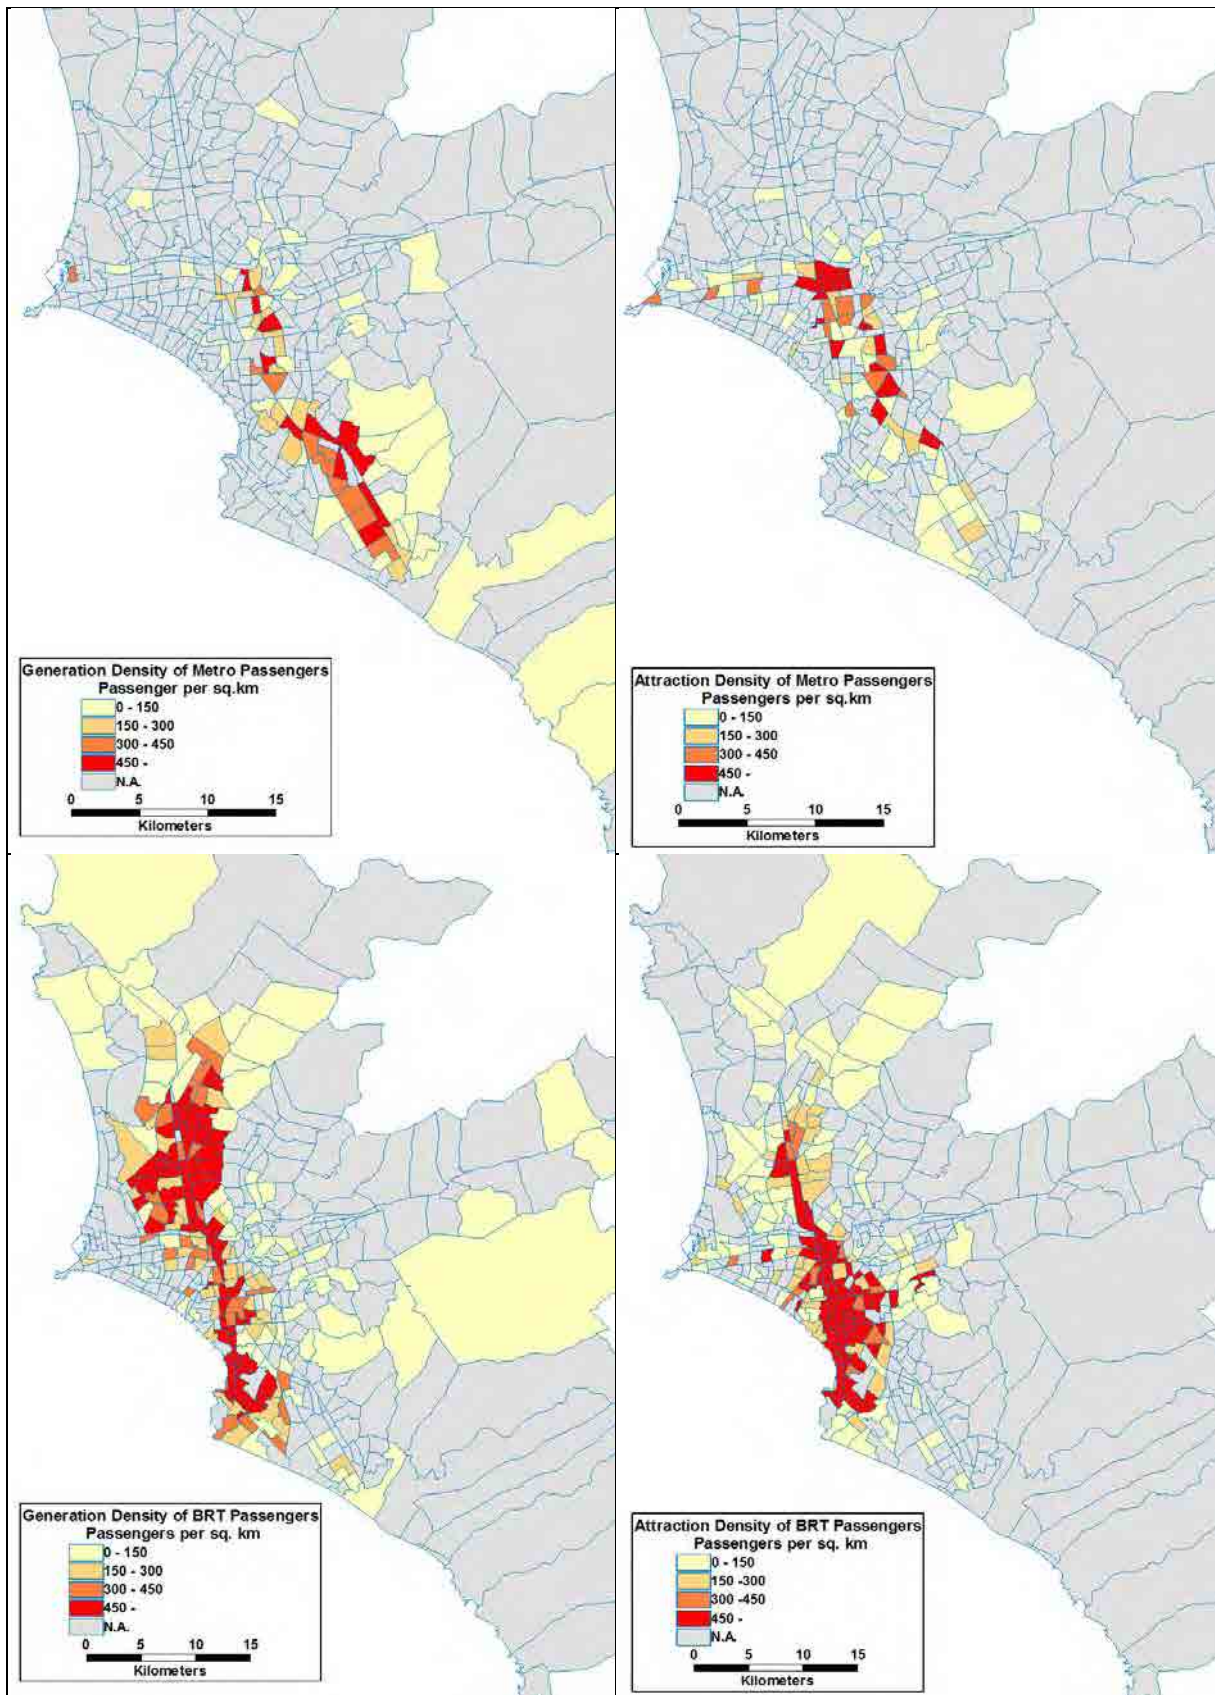 Generation Density of Metro Passengers
Passenger per sq.km
0 - 150
150 - 300
300 - 450
450 -
N.A.
0 5 10 15
Kilometers
Attraction Density of Metro Passengers
Passengers per sq.km
0 - 150
150 - 300
300 - 450
450 -
N.A.
0 5 10 15
Kilometers
Generation Density of BRT Passengers
Passengers per sq. km
0 - 150
150 - 300
300 - 450
450 -
N.A.
0 5 10 15
Kilometers
Attraction Density of BRT Passengers
Passengers per sq. km
0 - 150
150 -300
300 -450
450 -
N.A.
0 5 10 15
Kilometers